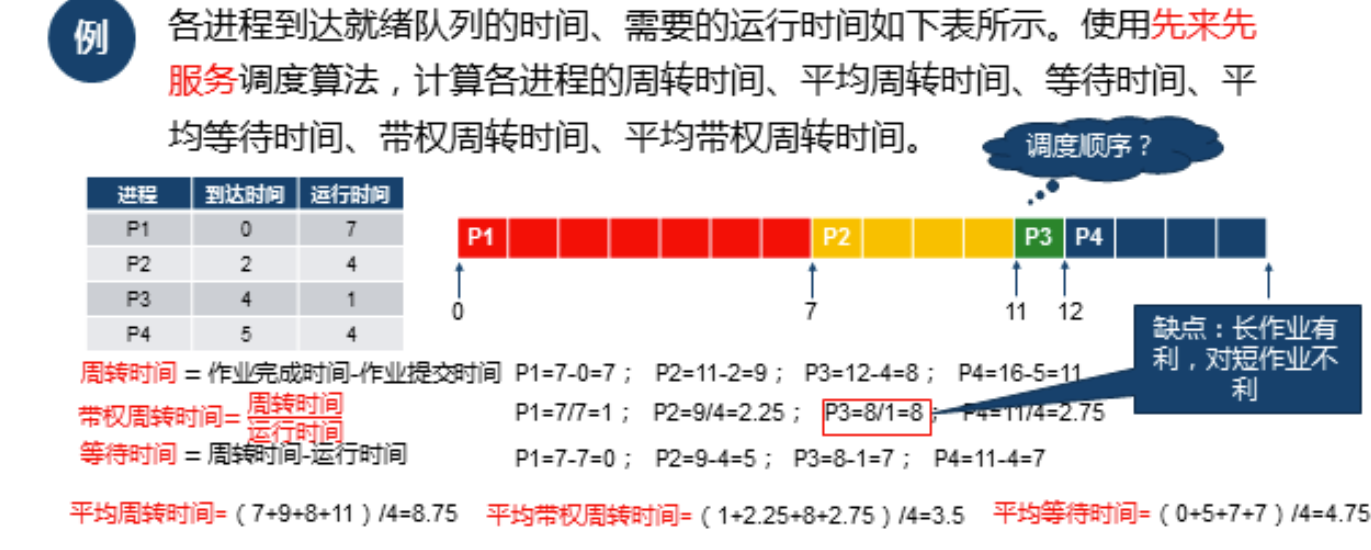 例
各进程到达就绪队列的时间、需要的运行时间如下表所示。使用先来先
服务调度算法，计算各进程的周转时间、平均周转时间、等待时间、平
均等待时间、带权周转时间、平均带权周转时间。
调度顺序？
进程 到达时间 运行时间
P1 0 7
P2 2 4
P3 4 1
P4 5 4
P1 P2 P3 P4
0 7 11 12
缺点：长作业有
利，对短作业不
利
周转时间 = 作业完成时间-作业提交时间 P1=7-0=7； P2=11-2=9； P3=12-4=8； P4=16-5=11
带权周转时间= 周转时间
运行时间
P1=7/7=1； P2=9/4=2.25； P3=8/1=8； P4=11/4=2.75
等待时间 = 周转时间-运行时间 P1=7-7=0； P2=9-4=5； P3=8-1=7； P4=11-4=7
平均周转时间=（7+9+8+11）/4=8.75 平均带权周转时间=（1+2.25+8+2.75）/4=3.5 平均等待时间=（0+5+7+7）/4=4.75